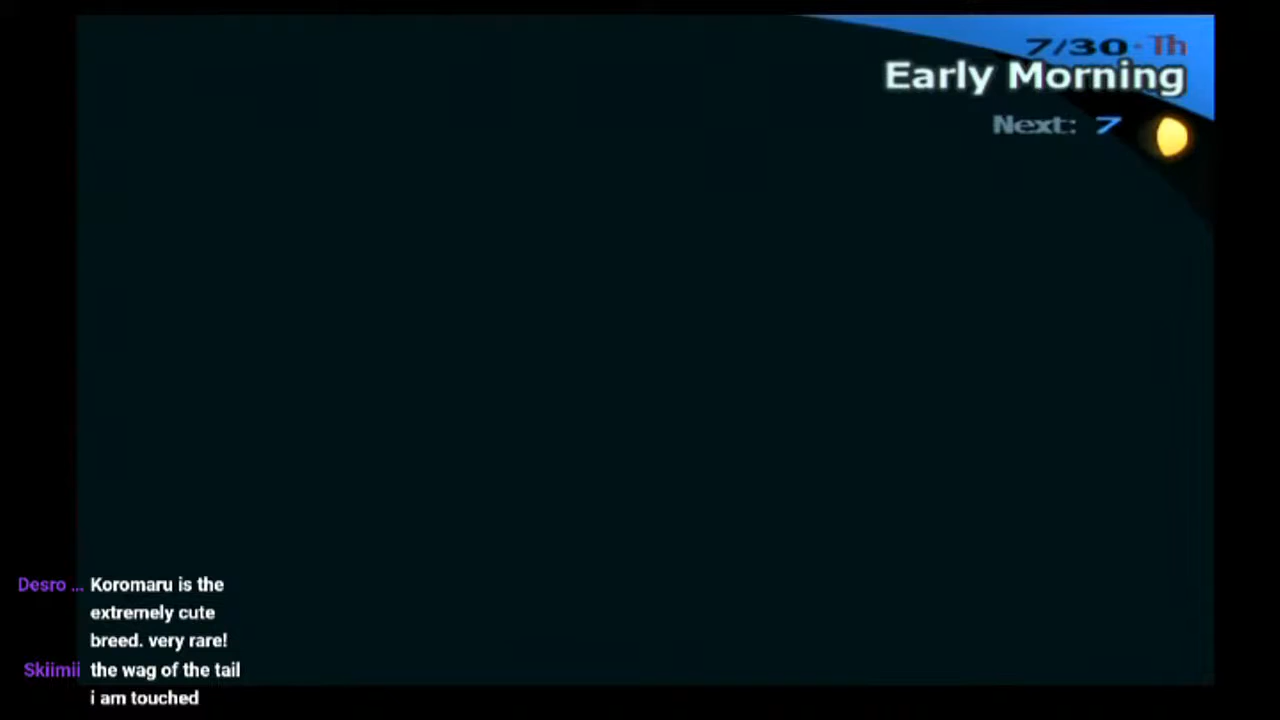 7/30・Th
Early Morning
Next: 7
Desro ... Koromaru is the
extremely cute
breed. very rare!
Skiimii the wag of the tail
i am touched